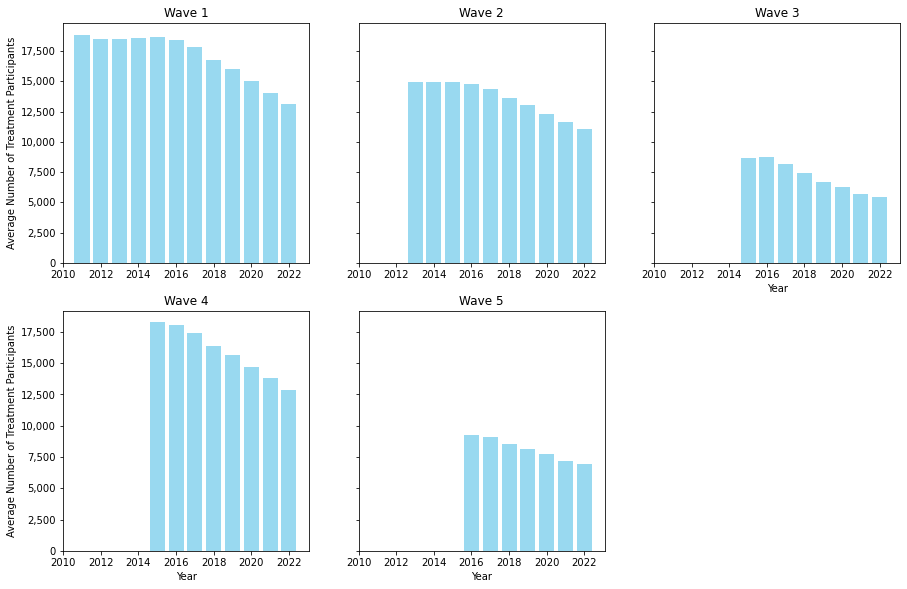 Wave 1
Average Number of Treatment Participants
17,500
15,000
12,500
10,000
7,500
5,000
2,500
0
2010 2012 2014 2016 2018 2020 2022
Wave 2
2010 2012 2014 2016 2018 2020 2022
Wave 3
2010 2012 2014 2016 2018 2020 2022
Year
Wave 4
Average Number of Treatment Participants
17,500
15,000
12,500
10,000
7,500
5,000
2,500
0
2010 2012 2014 2016 2018 2020 2022
Year
Wave 5
2010 2012 2014 2016 2018 2020 2022
Year